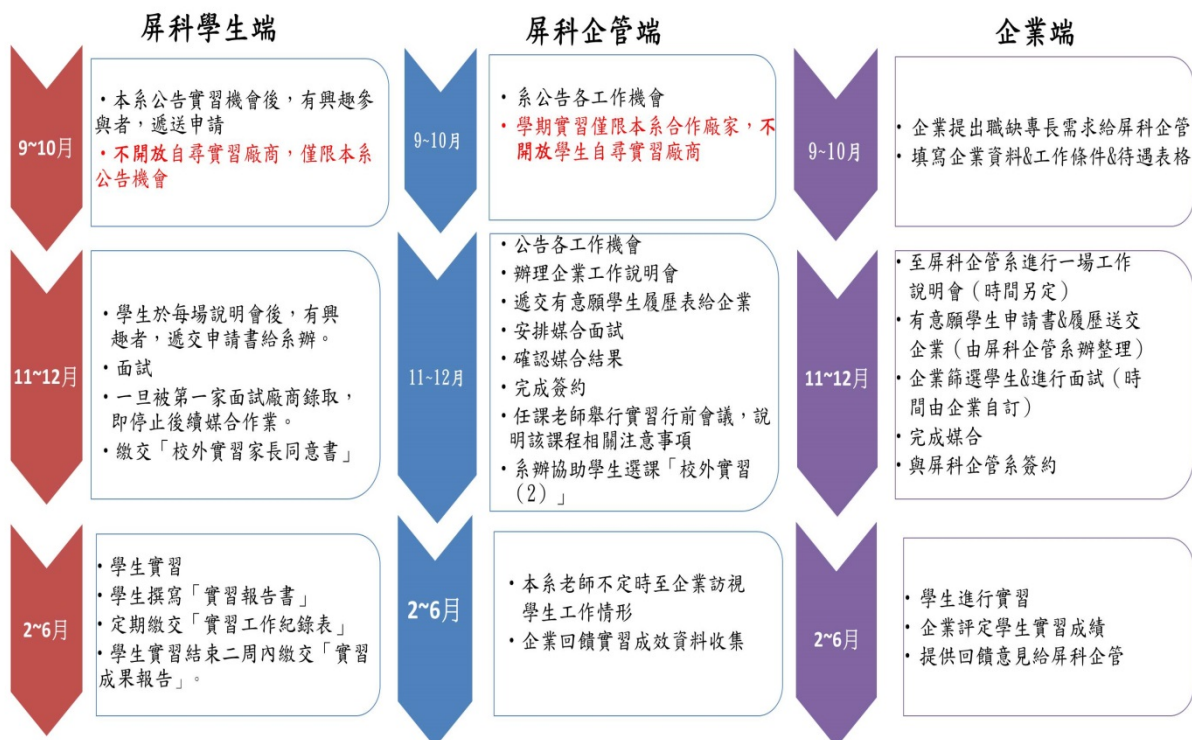 屏科學生端
9~10月
・本系公告實習機會後，有興趣參
與者，遞送申請
・不開放自尋實習廠商，僅限本系
公告機會
11~12月
・學生於每場說明會後，有興
趣者，遞交申請書給系辦。
・面試
・一旦被第一家面試廠商錄取，
即停止後續媒合作業。
・繳交「校外實習家長同意書」
2~6月
・學生實習
・學生撰寫「實習報告書」
・定期繳交「實習工作紀錄表」
・學生實習結束二周內繳交「實習
成果報告」。
屏科企管端
9~10月
・系公告各工作機會
・學期實習僅限本系合作廠家，不
開放學生自尋實習廠商
11~12月
・公告各工作機會
・辦理企業工作說明會
・遞交有意願學生履歷表給企業
・安排媒合面試
・確認媒合結果
・完成簽約
・任課老師舉行實習行前會議，說
明該課程相關注意事項
・系辦協助學生選課「校外實習
（2）」
2~6月
・本系老師不定時至企業訪視
學生工作情形
・企業回饋實習成效資料收集
企業端
9~10月
・企業提出職缺專長需求給屏科企管
・填寫企業資料&工作條件&待遇表格
11~12月
・至屏科企管系進行一場工作
說明會（時間另定）
・有意願學生申請書&履歷送交
企業（由屏科企管系辦整理）
・企業篩選學生&進行面試（時
間由企業自訂）
・完成媒合
・與屏科企管系簽約
2~6月
・學生進行實習
・企業評定學生實習成績
・提供回饋意見給屏科企管